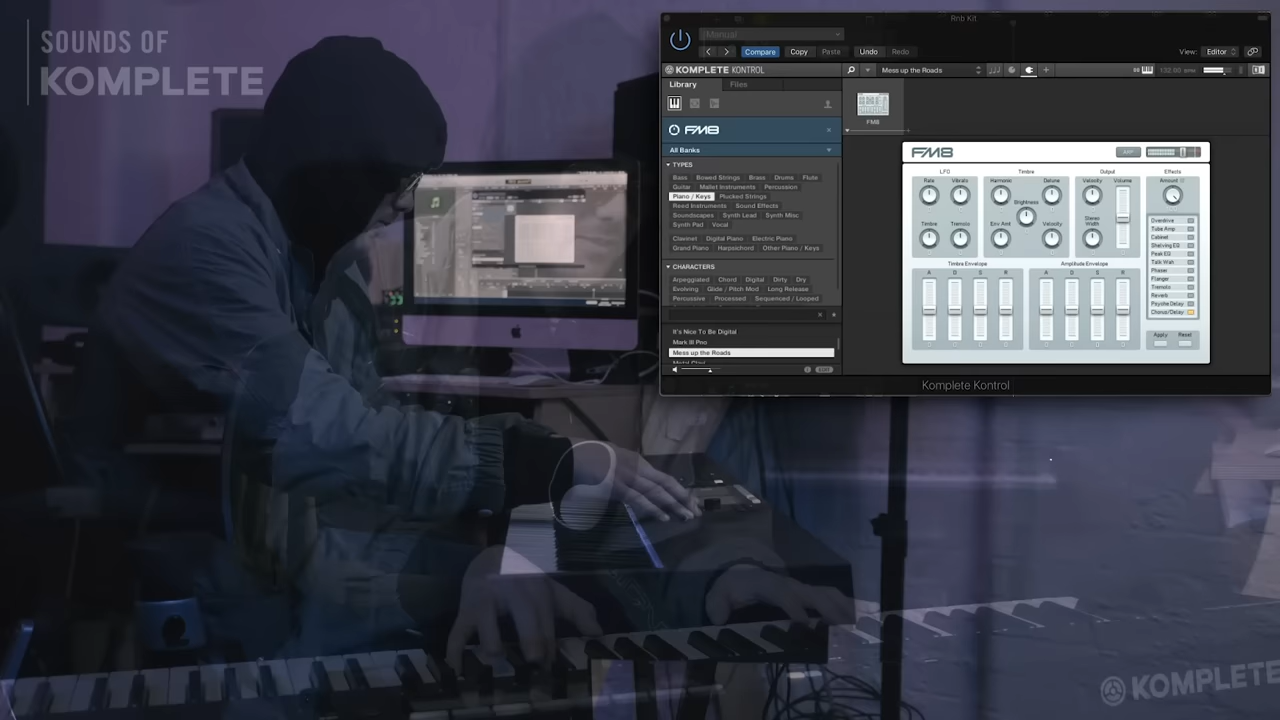 SOUNDS OF
KOMPLETE
Rnb Kit
Manual
Compare Copy Paste Undo Redo View: Editor
KOMPLETE KONTROL Mess up the Roads 132.00 BPM
Library Files
FM8
FM8
All Banks
TYPES
Bass Bowed Strings Brass Drums Flute
Guitar Mallet Instruments Percussion
Piano / Keys Plucked Strings
Reed Instruments Sound Effects
Soundscapes Synth Lead Synth Misc
Synth Pad Vocal
Clavinet Digital Piano Electric Piano
Grand Piano Harpsichord Other Piano / Keys
CHARACTERS
Arpeggiated Chord Digital Dirty Dry
Evolving Glide / Pitch Mod Long Release
Percussive Processed Sequenced / Looped
It's Nice To Be Digital
Mark III Pno
Mess up the Roads
EDIT
FM8
LFO Timbre Output Effects
Rate Vibrato Harmonic Detune Velocity Volume Amount
Brightness
Timbre Tremolo Env Amt Velocity Stereo Width
Overdrive
Tube Amp
Cabinet
Shelving EQ
Peak EQ
Talk Wah
Phaser
Flanger
Tremolo
Reverb
Psyche Delay
Chorus/Delay
Timbre Envelope Amplitude Envelope
A D S R A D S R
Apply Reset
Komplete Kontrol
KOMPLETE